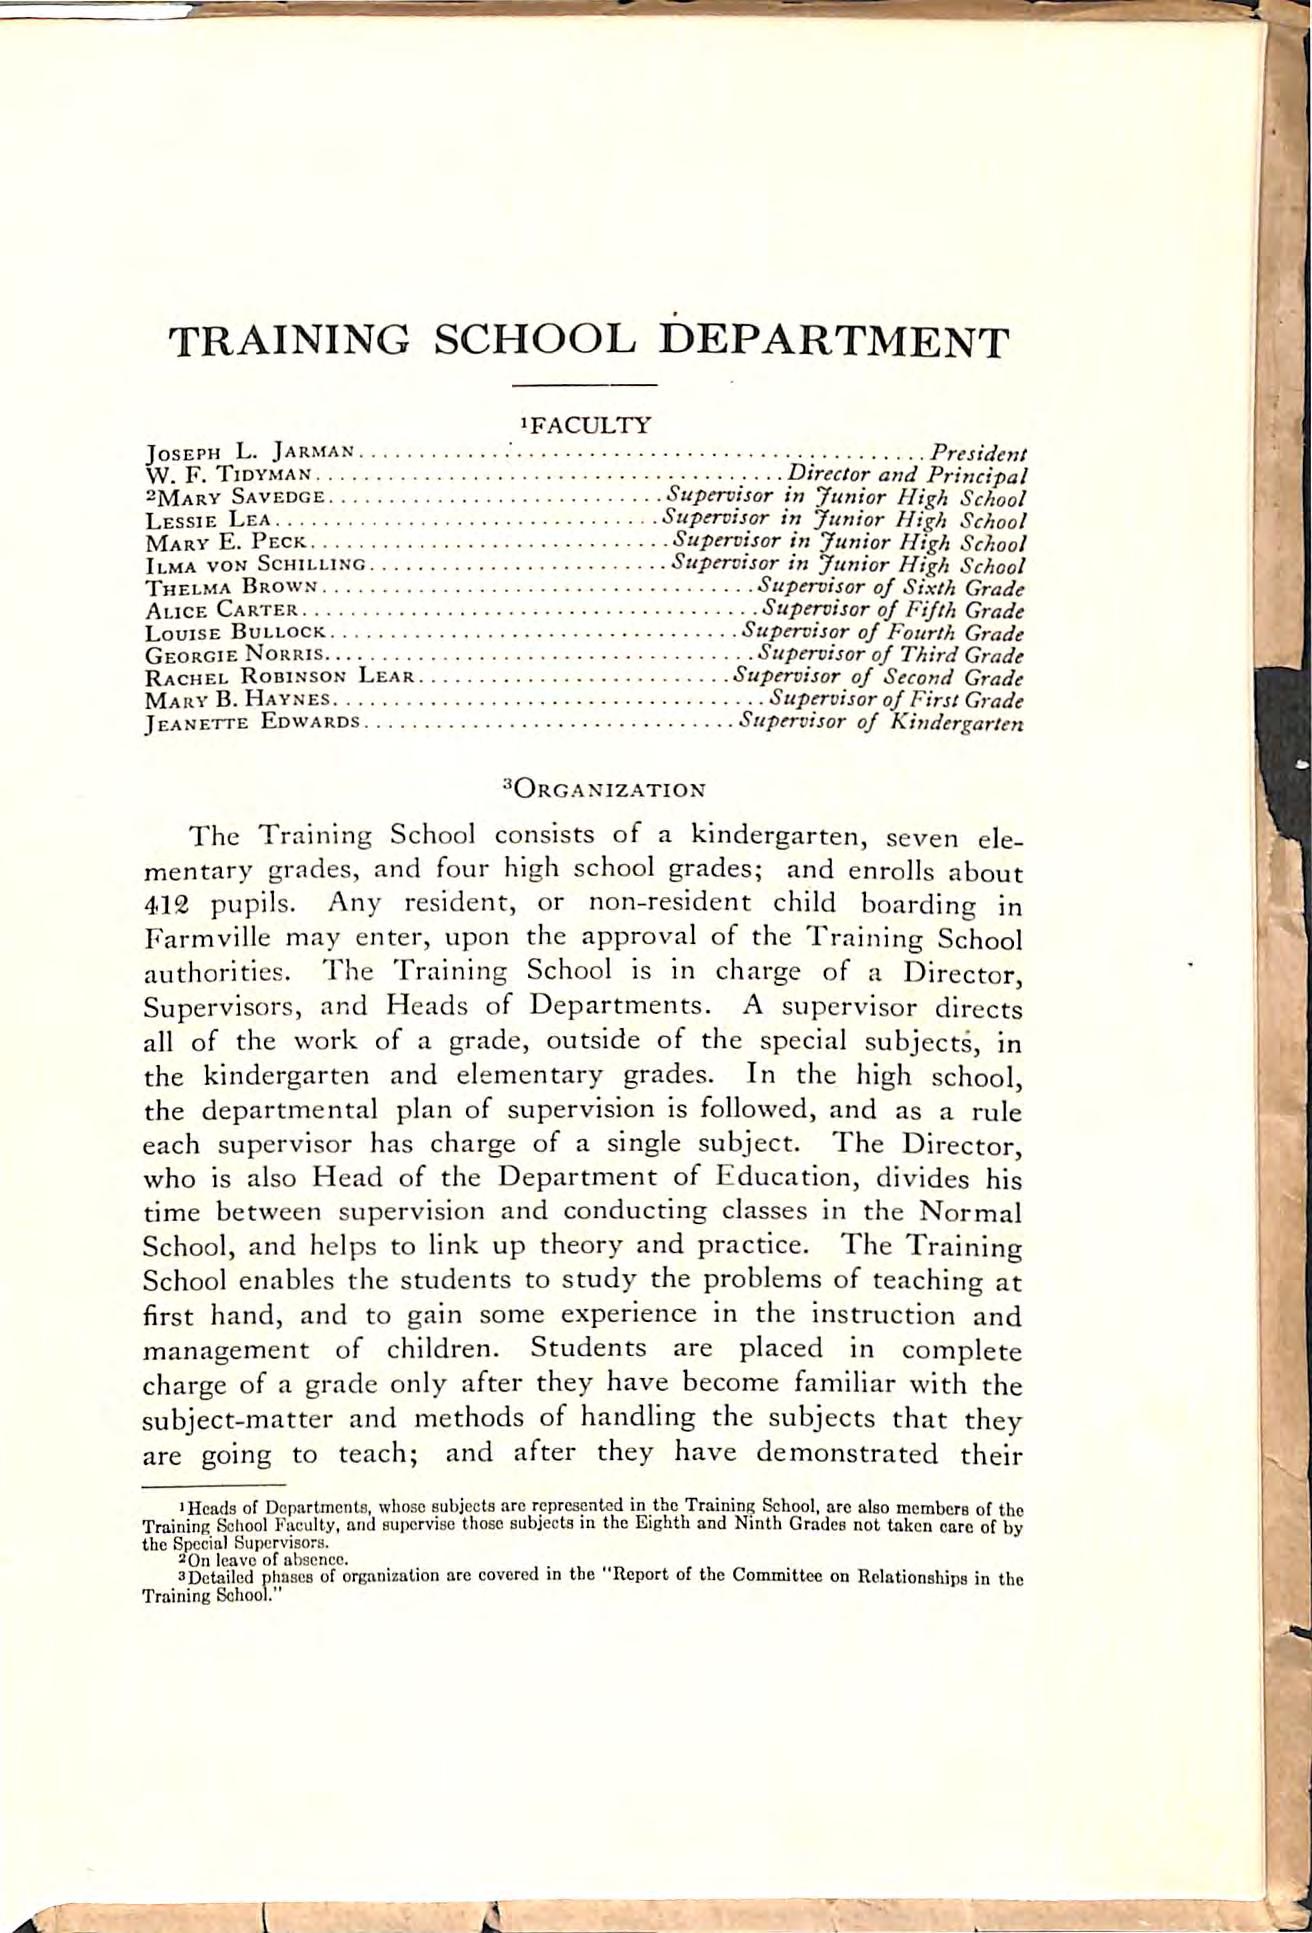 TRAINING SCHOOL DEPARTMENT
¹FACULTY
JOSEPH L. JARMAN................................................President
W. F. TIDYMAN.......................................Director and Principal
²MARY SAVEDGE............................Supervisor in Junior High School
LESSIE LEA................................Supervisor in Junior High School
MARY E. PECK..............................Supervisor in Junior High School
ILMA VON SCHILLING.........................Supervisor in Junior High School
THELMA BROWN....................................Supervisor of Sixth Grade
ALICE CARTER......................................Supervisor of Fifth Grade
LOUISE BULLOCK..................................Supervisor of Fourth Grade
GEORGIE NORRIS....................................Supervisor of Third Grade
RACHEL ROBINSON LEAR..........................Supervisor of Second Grade
MARY B. HAYNES....................................Supervisor of First Grade
JEANETTE EDWARDS...............................Supervisor of Kindergarten
³ORGANIZATION
The Training School consists of a kindergarten, seven ele-
mentary grades, and four high school grades; and enrolls about
412 pupils. Any resident, or non-resident child boarding in
Farmville may enter, upon the approval of the Training School
authorities. The Training School is in charge of a Director,
Supervisors, and Heads of Departments. A supervisor directs
all of the work of a grade, outside of the special subjects, in
the kindergarten and elementary grades. In the high school,
the departmental plan of supervision is followed, and as a rule
each supervisor has charge of a single subject. The Director,
who is also Head of the Department of Education, divides his
time between supervision and conducting classes in the Normal
School, and helps to link up theory and practice. The Training
School enables the students to study the problems of teaching at
first hand, and to gain some experience in the instruction and
management of children. Students are placed in complete
charge of a grade only after they have become familiar with the
subject-matter and methods of handling the subjects that they
are going to teach; and after they have demonstrated their
¹Heads of Departments, whose subjects are represented in the Training School, are also members of the
Training School Faculty, and supervise those subjects in the Eighth and Ninth Grades not taken care of by
the Special Supervisors.
²On leave of absence.
³Detailed phases of organization are covered in the "Report of the Committee on Relationships in the
Training School."